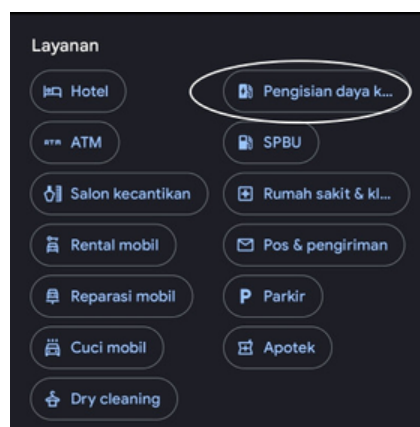 Layanan
Hotel
Pengisian daya k...
ATM
SPBU
Salon kecantikan
Rumah sakit & kl...
Rental mobil
Pos & pengiriman
Reparasi mobil
P Parkir
Cuci mobil
Apotek
Dry cleaning